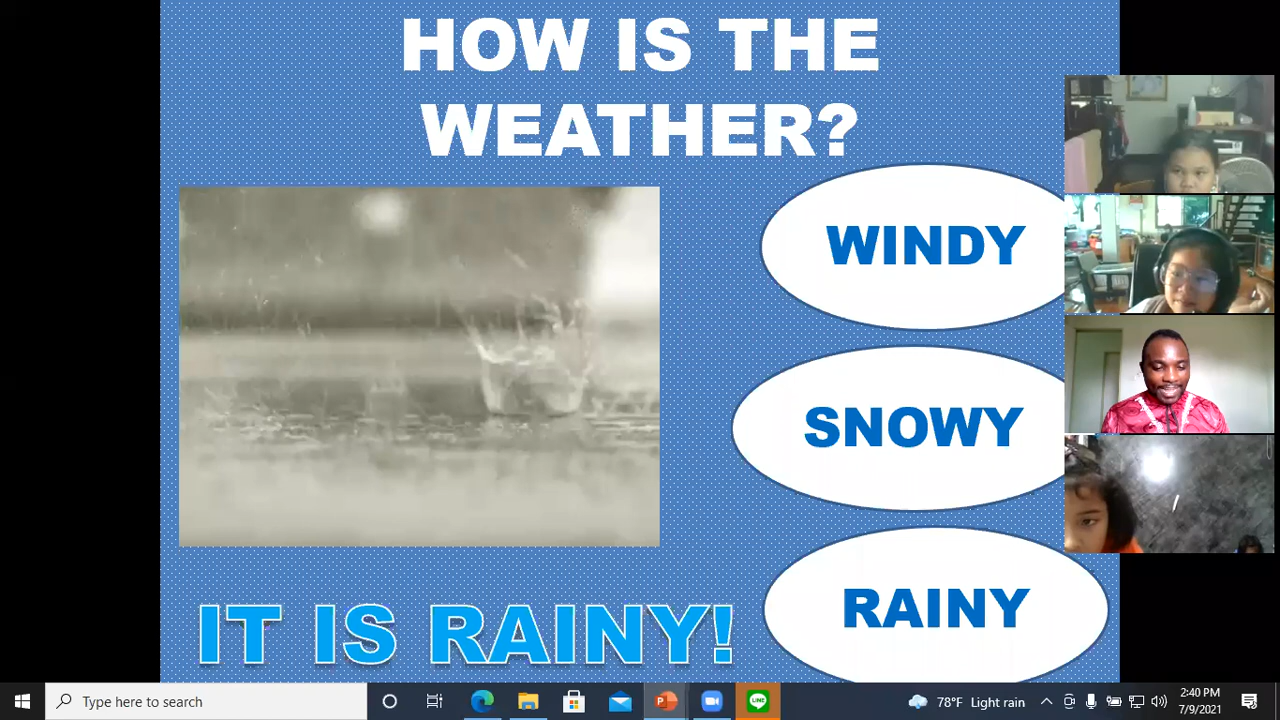 HOW IS THE
WEATHER?
WINDY
SNOWY
RAINY
IT IS RAINY!
Type here to search
78°F Light rain
2:40 PM
7/9/2021